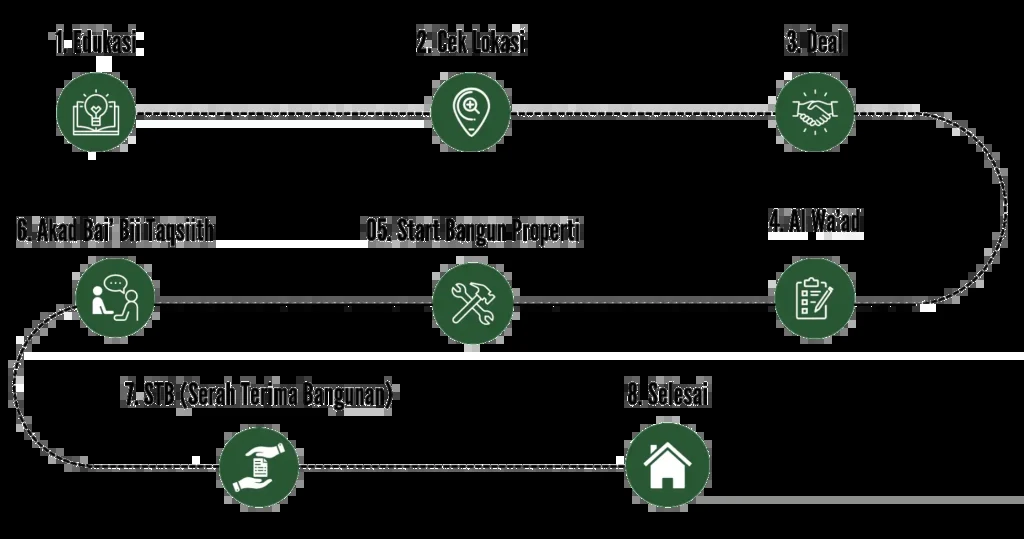 1. Edukasi
2. Cek Lokasi
3. Deal
4. Al Wa'ad
05. Start Bangun Properti
6. Akad Bai' Bii Taqsiith
7. STB (Serah Terima Bangunan)
8. Selesai